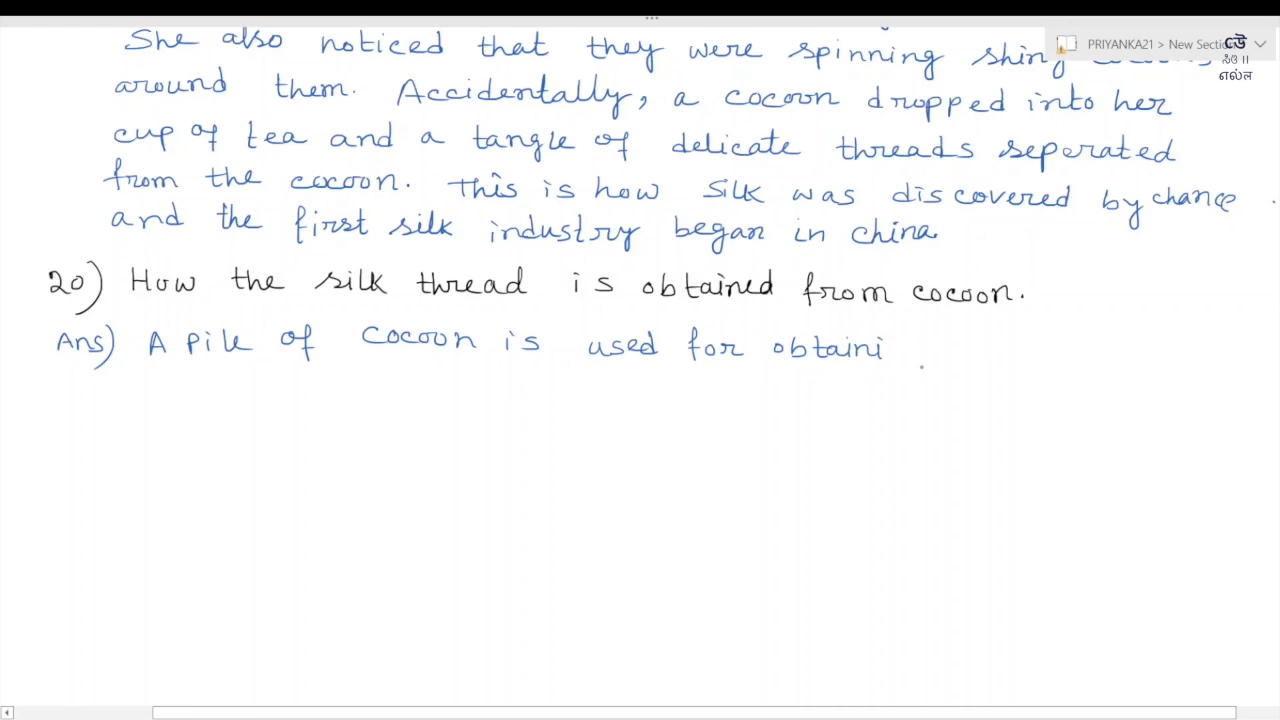 She also noticed that they were spinning shiny
PRIYANKA21 > New Section
around them. Accidentally, a cocoon dropped into her
cup of tea and a tangle of delicate threads seperated
from the cocoon. This is how silk was discovered by chance
and the first silk industry began in china
20) How the silk thread is obtained from cocoon.
Ans) A pile of cocoon is used for obtaini